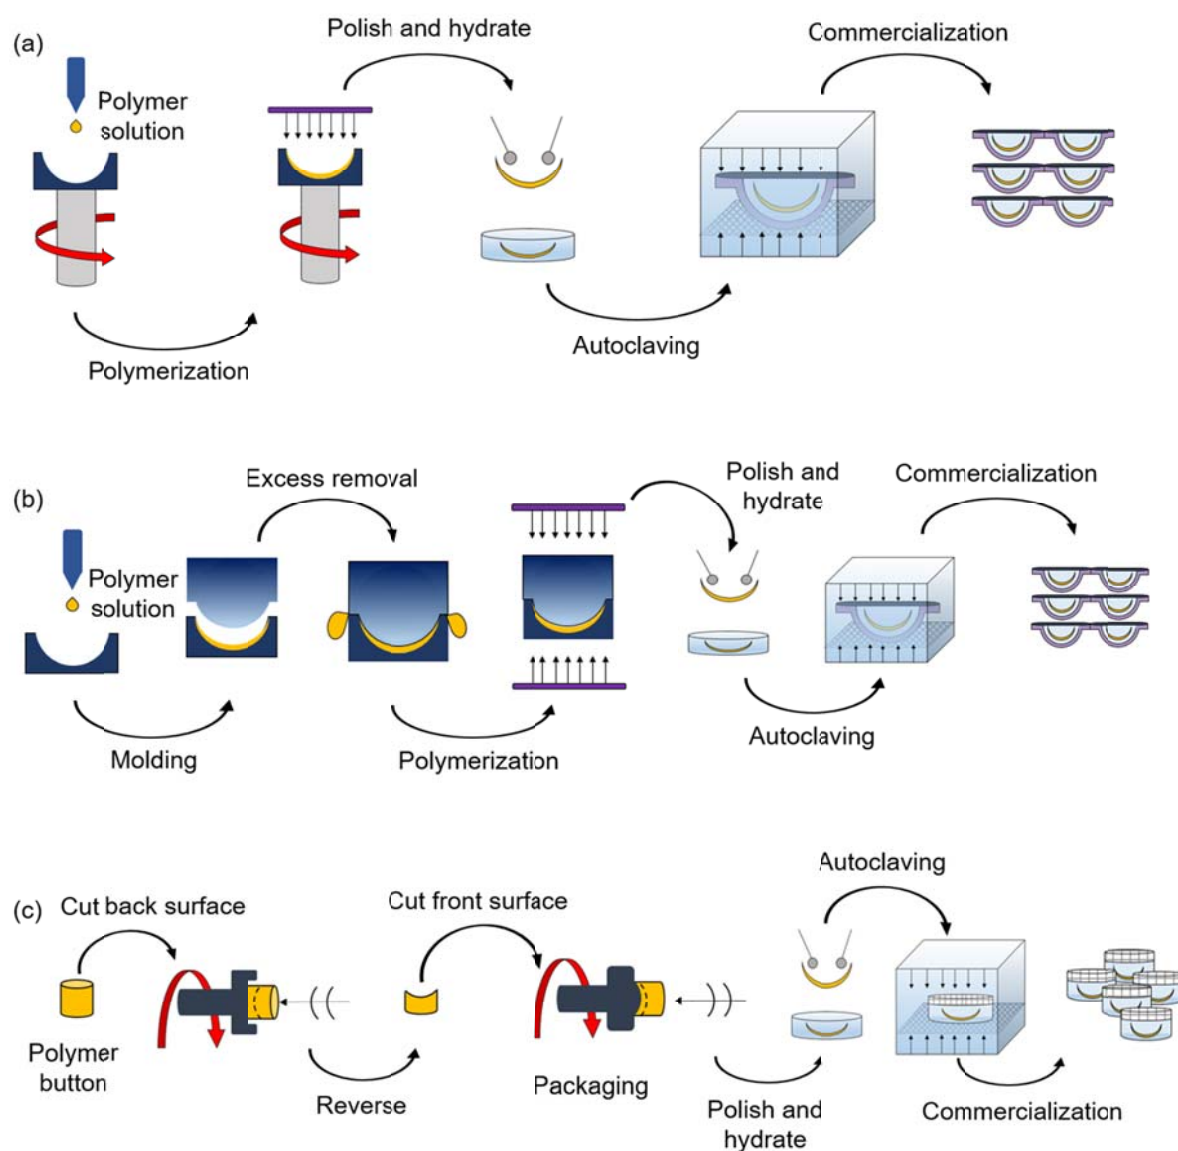 (a)
Polymer
solution
Polish and hydrate
Commercialization
Polymerization
Autoclaving
(b)
Polymer
solution
Excess removal
Polish and
hydrate
Commercialization
Molding
Polymerization
Autoclaving
(c)
Cut back surface
Cut front surface
Autoclaving
Polymer
button
Reverse
Packaging
Polish and
hydrate
Commercialization